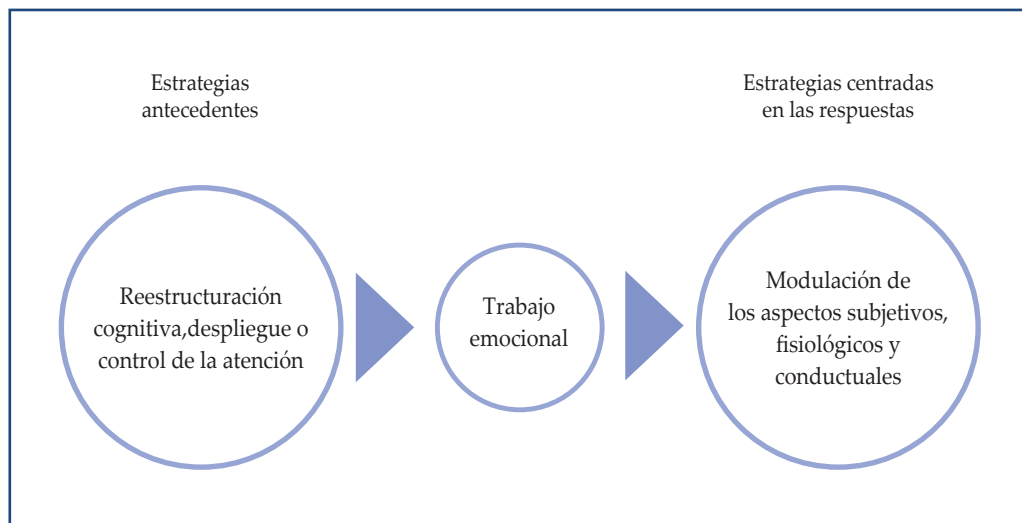 Estrategias
antecedentes
Estrategias centradas
en las respuestas
Reestructuración
cognitiva,despliegue o
control de la atención
Trabajo
emocional
Modulación de
los aspectos subjetivos,
fisiológicos y
conductuales